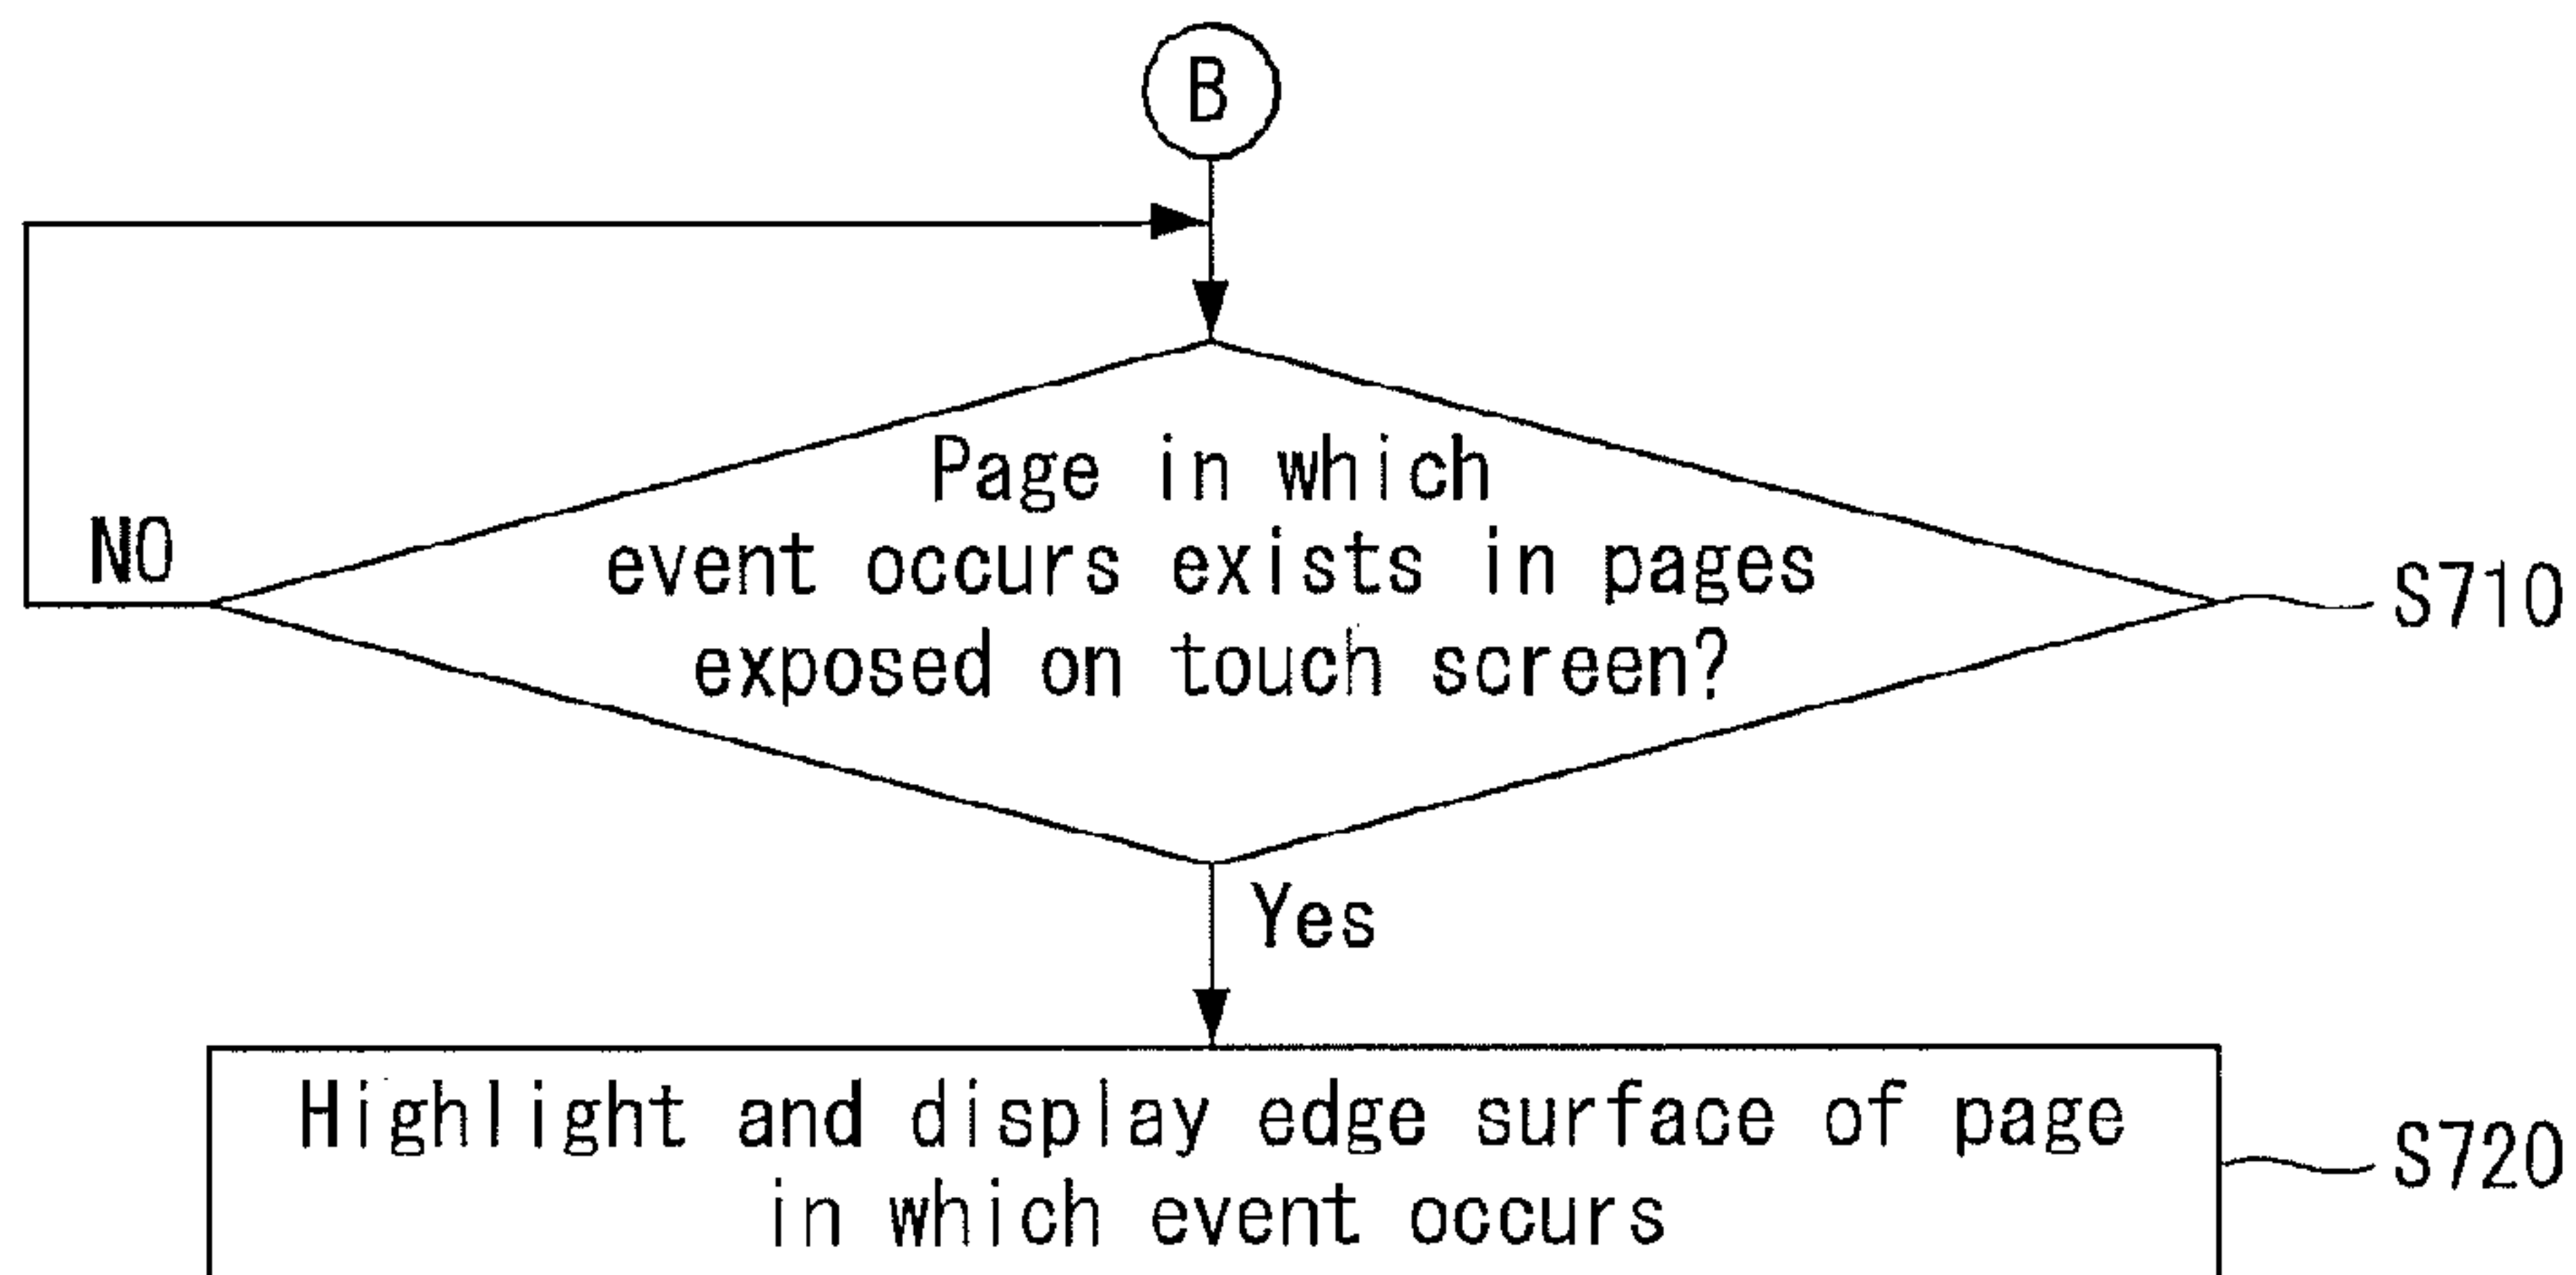 B
Page in which
event occurs exists in pages
exposed on touch screen?
NO
S710
Yes
Highlight and display edge surface of page
in which event occurs
S720